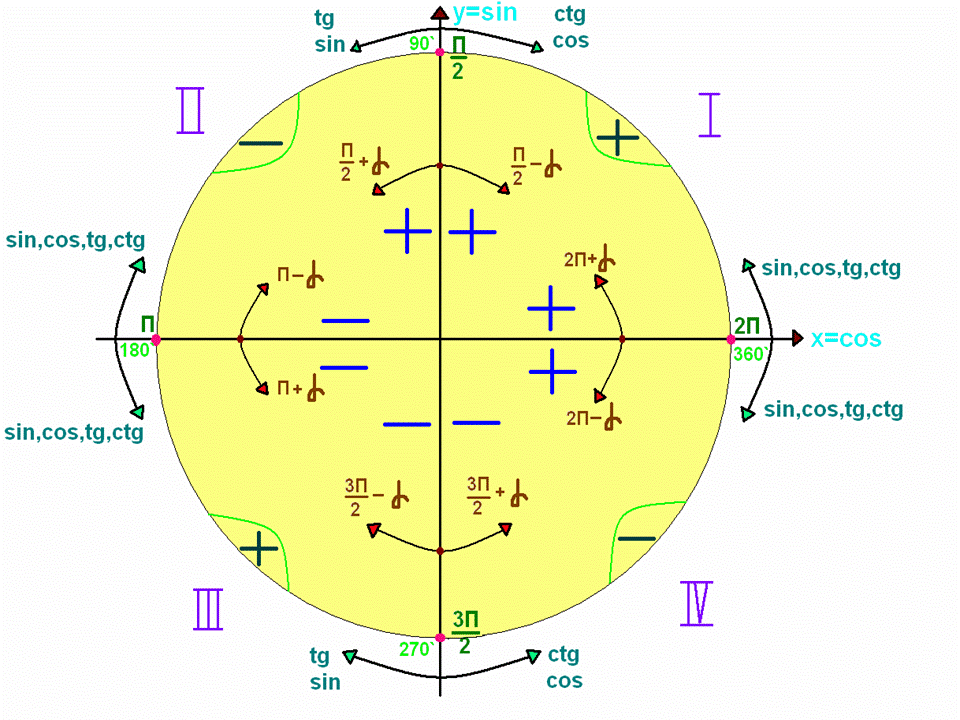 tg
sin
y=sin
ctg
cos
90`
П
2
II
I
−
+
П/2 + α
П/2 − α
+ +
sin,cos,tg,ctg
П − α
2П+α
sin,cos,tg,ctg
− +
П
180`
2П
360`
x=cos
− +
П + α
2П − α
sin,cos,tg,ctg
sin,cos,tg,ctg
− −
3П/2 − α
3П/2 + α
+
−
III
IV
270`
3П
2
tg
sin
ctg
cos